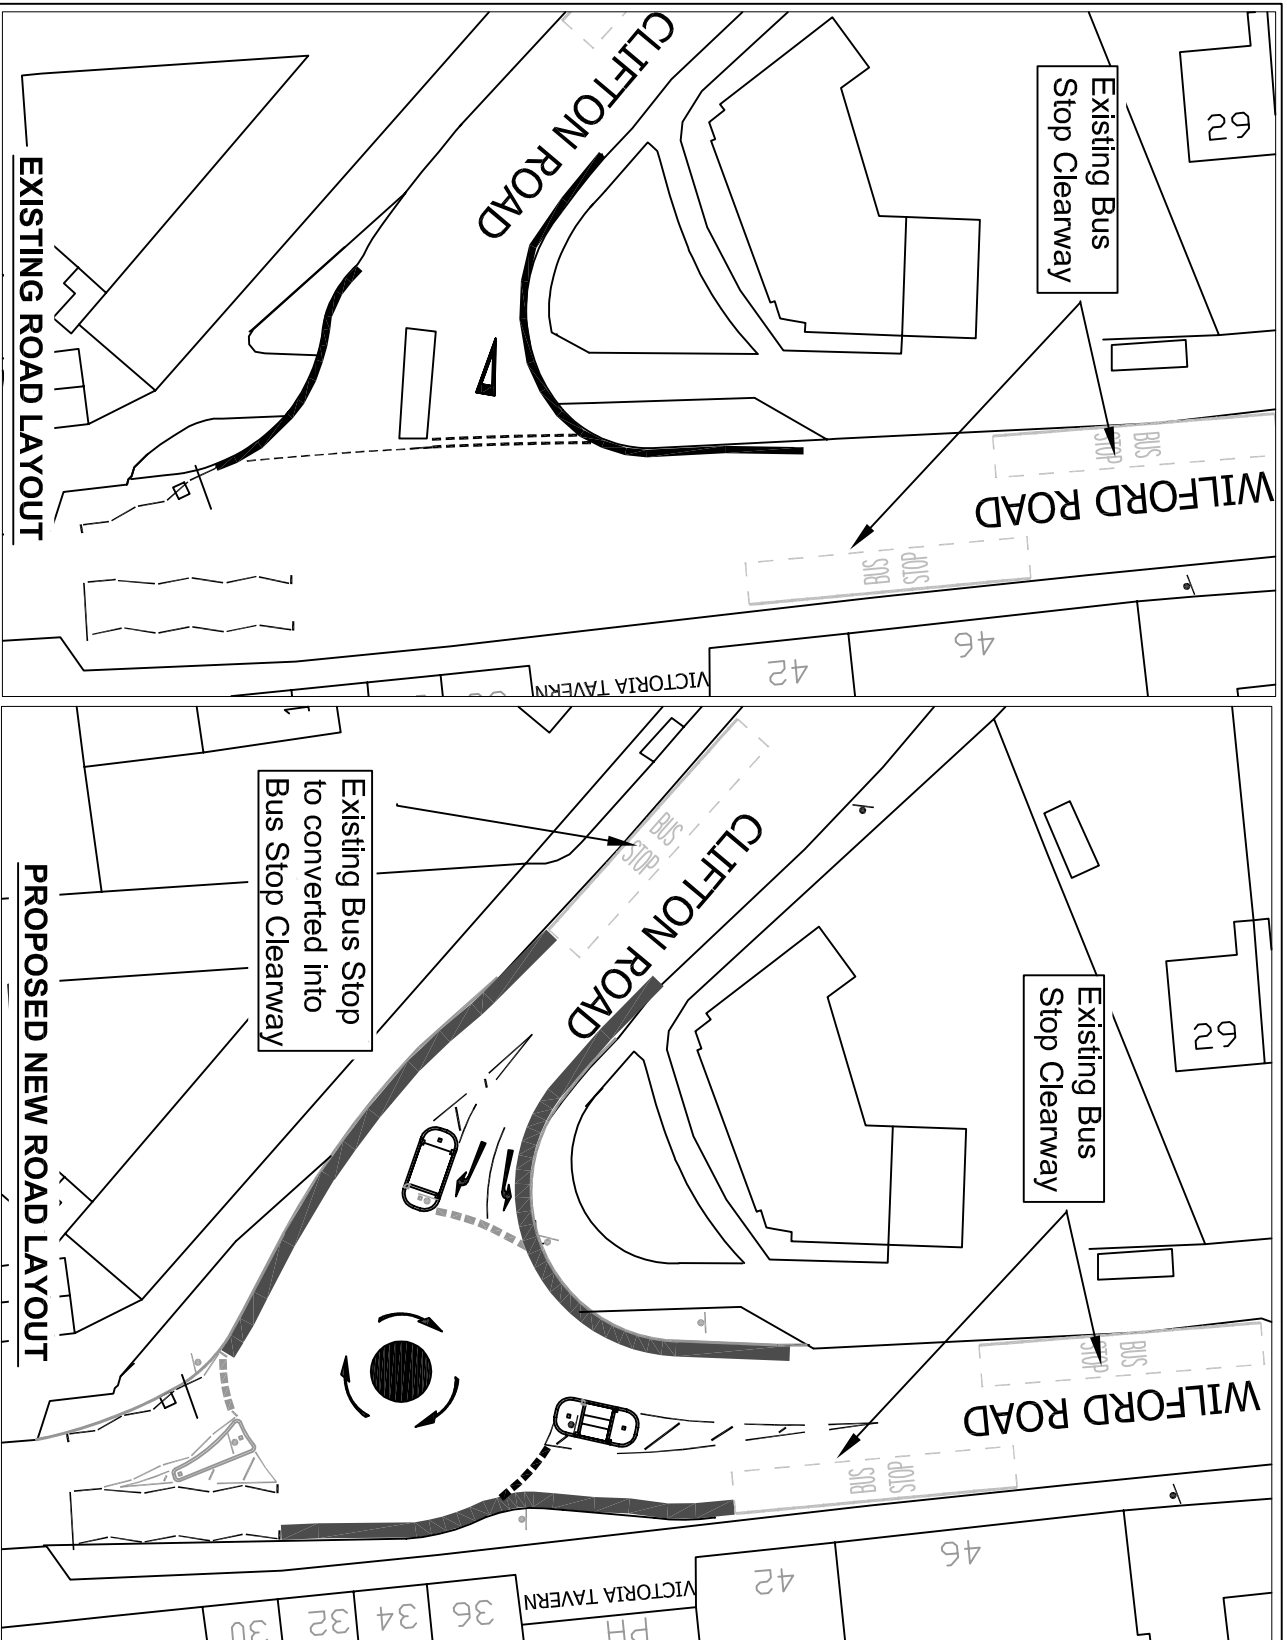 CLIFTON ROAD
29
Existing Bus
Stop Clearway
EXISTING ROAD LAYOUT
BUS
STOP
WILFORD ROAD
BUS
STOP
46
42
VICTORIA TAVERN
Existing Bus Stop
to converted into
Bus Stop Clearway
BUS
STOP
CLIFTON ROAD
29
Existing Bus
Stop Clearway
PROPOSED NEW ROAD LAYOUT
BUS
STOP
WILFORD ROAD
BUS
STOP
46
42
VICTORIA TAVERN
PH
36
34
32
30